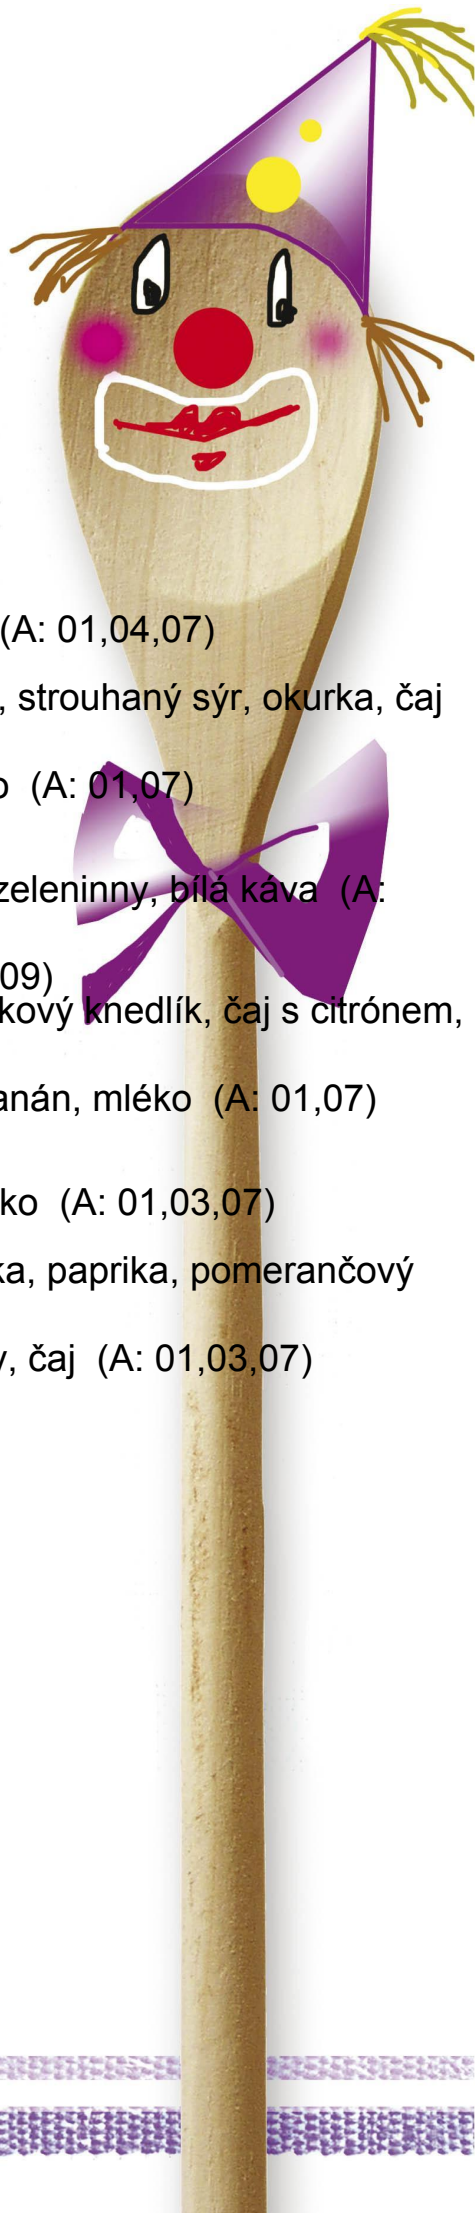 (A: 01,04,07)
, strouhaný sýr, okurka, čaj
o  (A: 01,07)
zeleninny, bílá káva  (A:
09)
kový knedlík, čaj s citrónem,
anán, mléko  (A: 01,07)
ko  (A: 01,03,07)
ka, paprika, pomerančový
y, čaj  (A: 01,03,07)